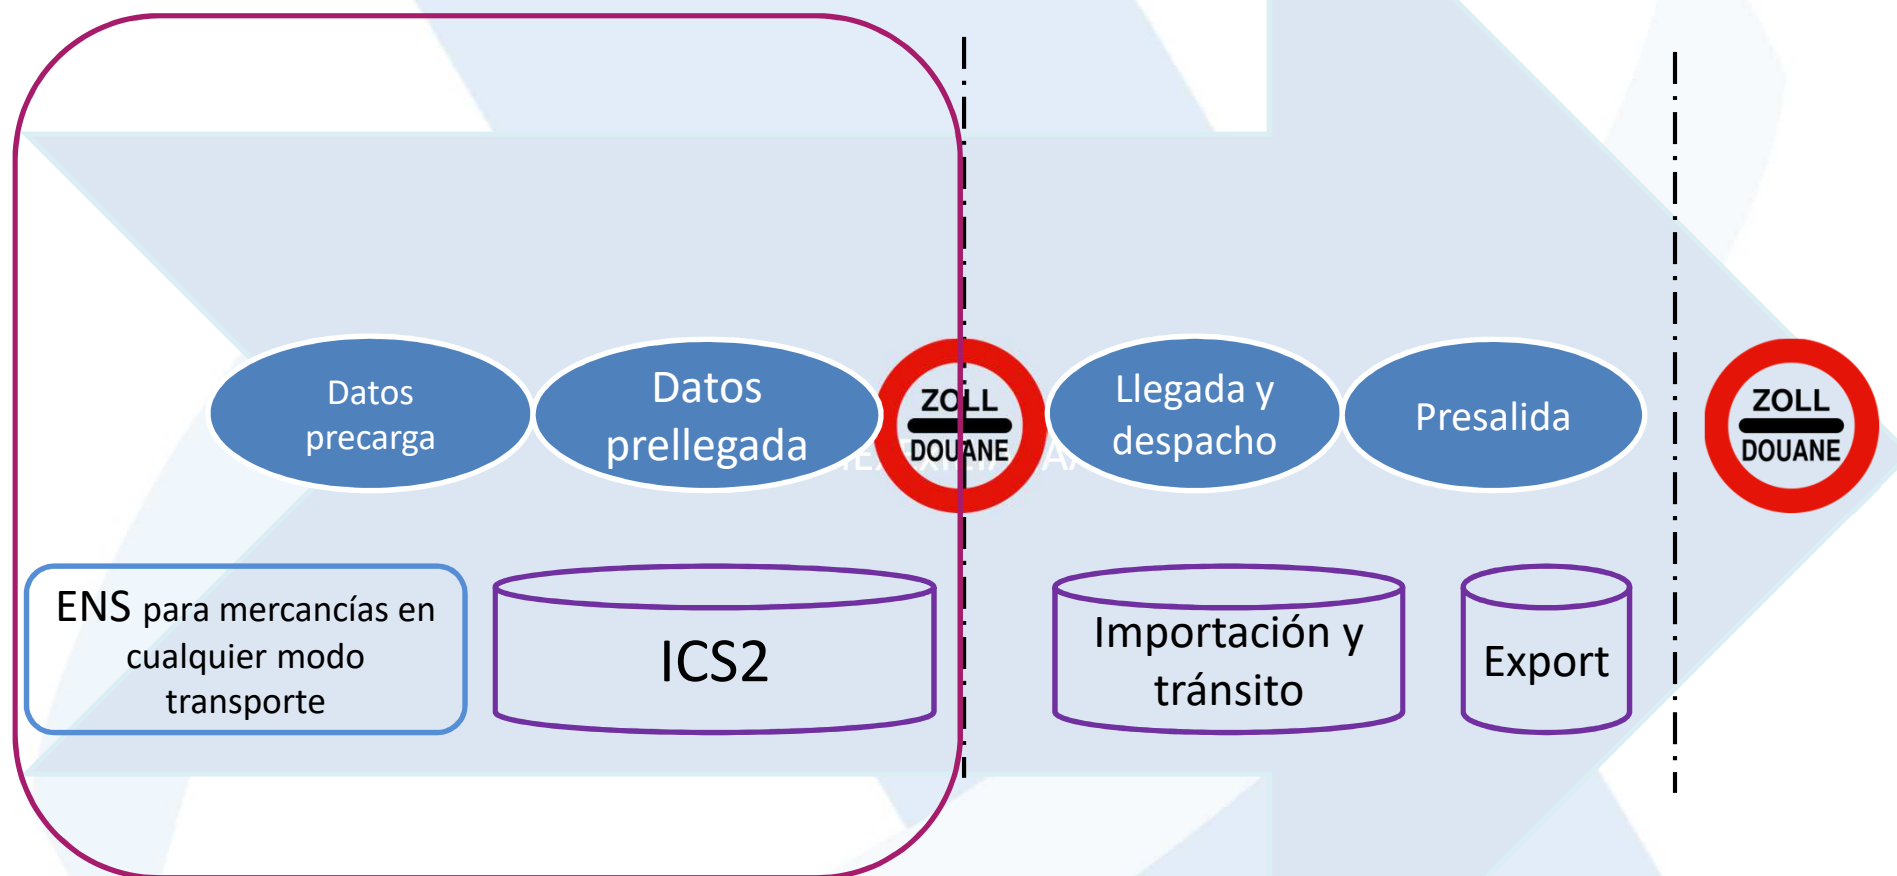 Datos
precarga
Datos
prellegada
ZOLL
DOUANE
Llegada y
despacho
Presalida
ZOLL
DOUANE
ENS para mercancías en
cualquier modo
transporte
ICS2
Importación y
tránsito
Export